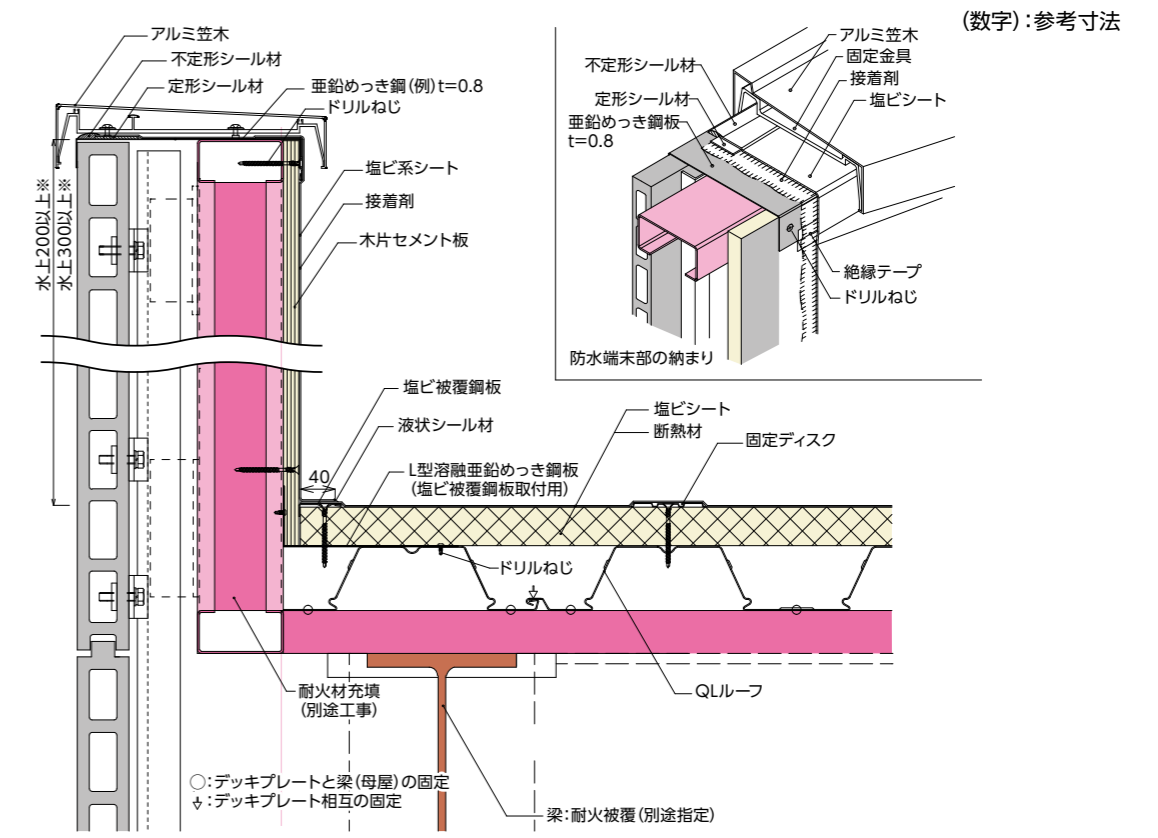 (数字):参考寸法
アルミ笠木
不定形シール材
定形シール材
亜鉛めっき鋼(例)t=0.8
ドリルねじ
塩ビ系シート
接着剤
木片セメント板
水上200以上※
水上300以上※
アルミ笠木
固定金具
接着剤
塩ビシート
不定形シール材
定形シール材
亜鉛めっき鋼板
t=0.8
絶縁テープ
ドリルねじ
防水端末部の納まり
塩ビ被覆鋼板
液状シール材
L型溶融亜鉛めっき鋼板
(塩ビ被覆鋼板取付用)
40
塩ビシート
断熱材
固定ディスク
ドリルねじ
QLルーフ
耐火材充填
(別途工事)
○:デッキプレートと梁(母屋)の固定
:デッキプレート相互の固定
梁:耐火被覆(別途指定)